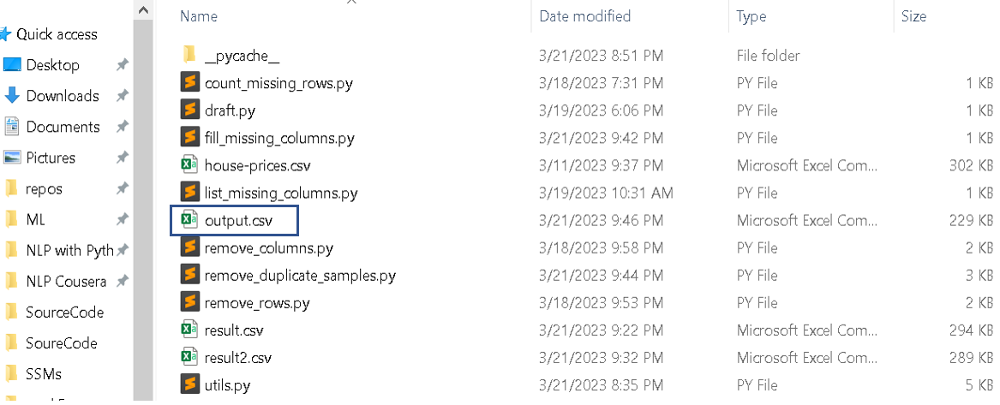 Name Date modified Type Size
Quick access
Desktop
Downloads
Documents
Pictures
repos
ML
NLP with Pyth
NLP Cousera
SourceCode
SoureCode
SSMs
__pycache__ 3/21/2023 8:51 PM File folder
count_missing_rows.py 3/18/2023 7:31 PM PY File 1 KB
draft.py 3/19/2023 6:06 PM PY File 1 KB
fill_missing_columns.py 3/21/2023 9:42 PM PY File 1 KB
house-prices.csv 3/11/2023 9:37 PM Microsoft Excel Com... 302 KB
list_missing_columns.py 3/19/2023 10:31 AM PY File 1 KB
output.csv 3/21/2023 9:46 PM Microsoft Excel Com... 229 KB
remove_columns.py 3/18/2023 9:58 PM PY File 2 KB
remove_duplicate_samples.py 3/21/2023 9:44 PM PY File 3 KB
remove_rows.py 3/18/2023 9:53 PM PY File 2 KB
result.csv 3/21/2023 9:22 PM Microsoft Excel Com... 294 KB
result2.csv 3/21/2023 9:32 PM Microsoft Excel Com... 289 KB
utils.py 3/21/2023 8:35 PM PY File 5 KB